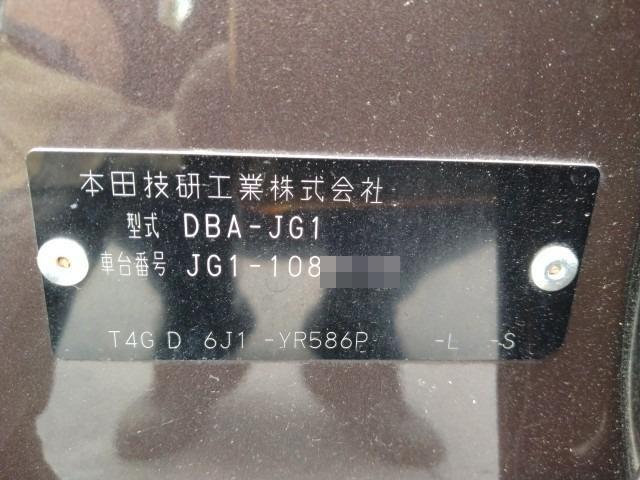 本田技研工業株式会社
型式 DBA-JG1
車台番号 JG1-108
T4G D 6J1 -YR586P -L -S